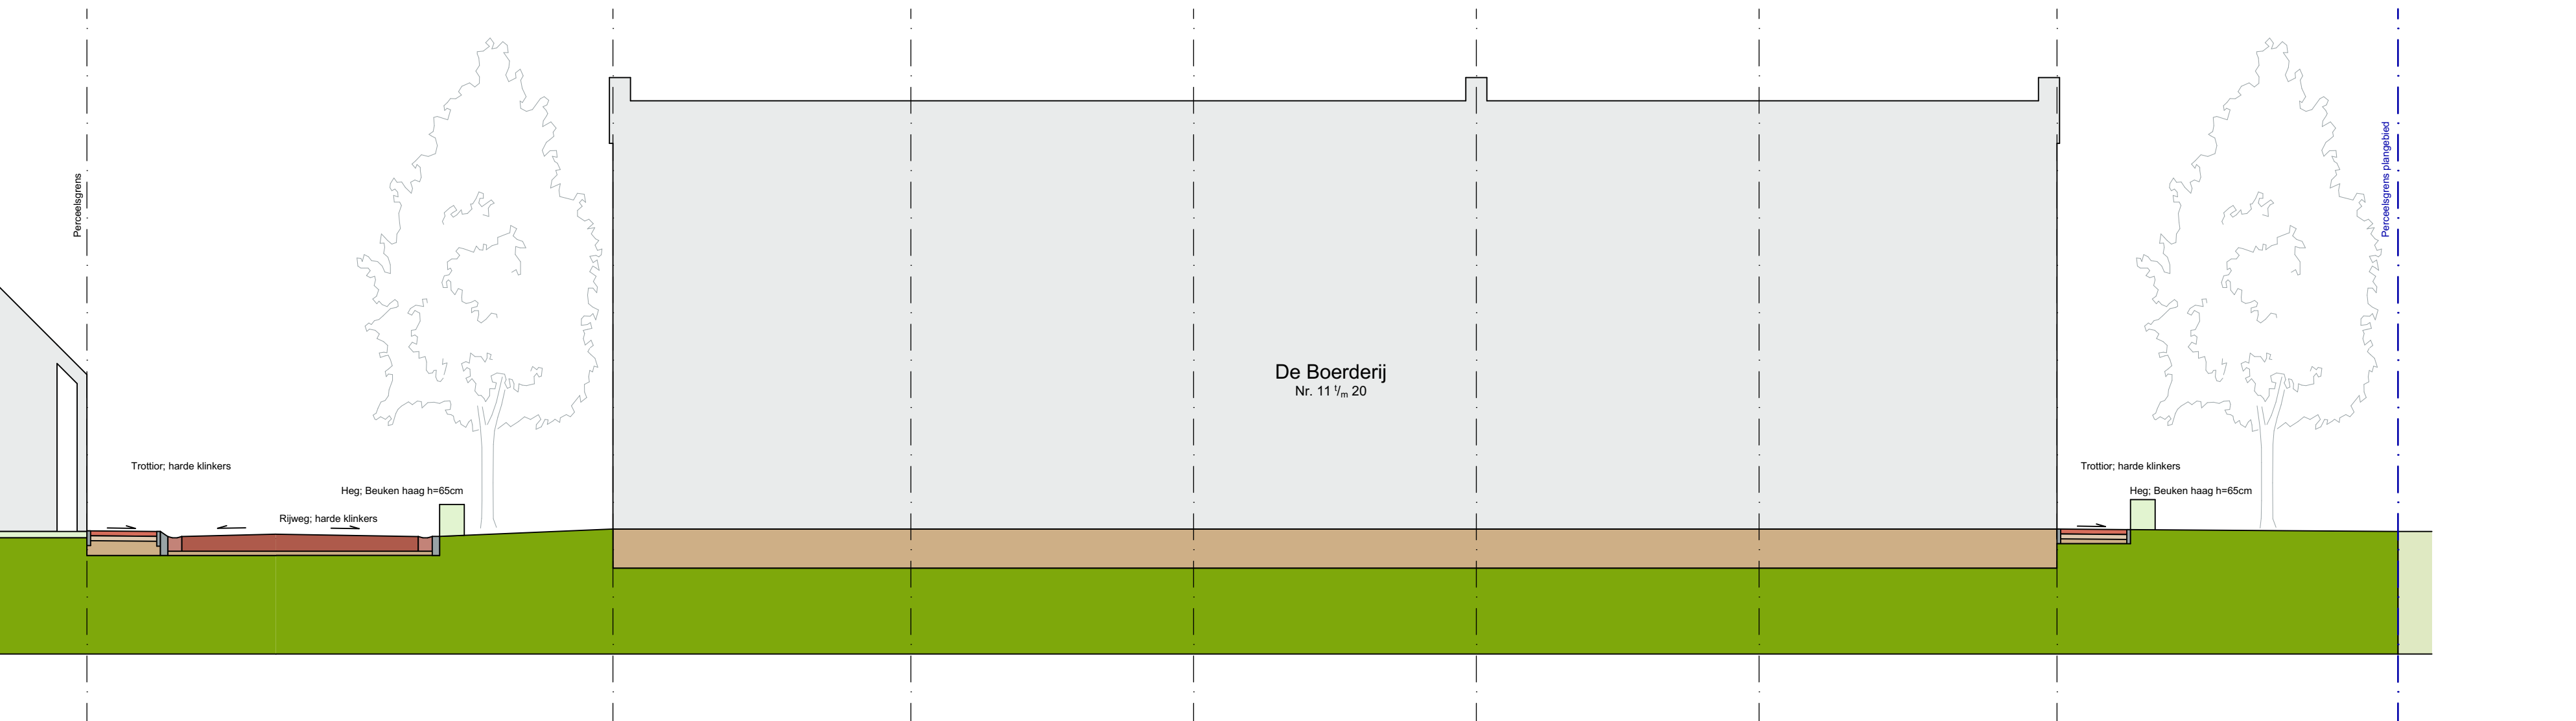 Perceelsgrens
Trottior; harde klinkers
Heg; Beuken haag h=65cm
Rijweg; harde klinkers
De Boerderij
Nr. 11 t/m 20
Trottior; harde klinkers
Heg; Beuken haag h=65cm
Perceelsgrens plangebied